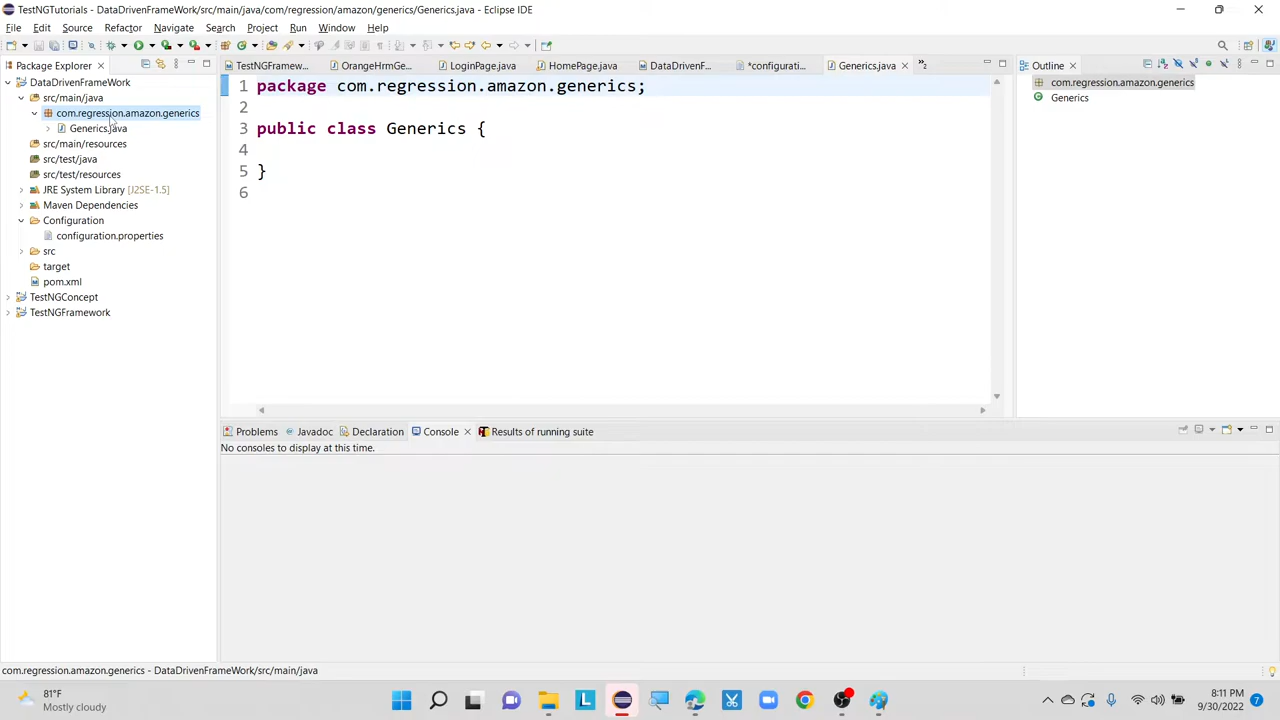 TestNGTutorials - DataDrivenFrameWork/src/main/java/com/regression/amazon/generics/Generics.java - Eclipse IDE
File Edit Source Refactor Navigate Search Project Run Window Help
Package Explorer
TestNGFramew...
OrangeHrmGe...
LoginPage.java
HomePage.java
DataDrivenF...
*configurati...
Generics.java
2
Outline
DataDrivenFrameWork
src/main/java
com.regression.amazon.generics
Generics.java
src/main/resources
src/test/java
src/test/resources
JRE System Library [J2SE-1.5]
Maven Dependencies
Configuration
configuration.properties
src
target
pom.xml
TestNGConcept
TestNGFramework
1 package com.regression.amazon.generics;
2
3 public class Generics {
4
5 }
6
com.regression.amazon.generics
Generics
Problems Javadoc Declaration Console Results of running suite
No consoles to display at this time.
com.regression.amazon.generics - DataDrivenFrameWork/src/main/java
81°F
Mostly cloudy
8:11 PM
9/30/2022
7